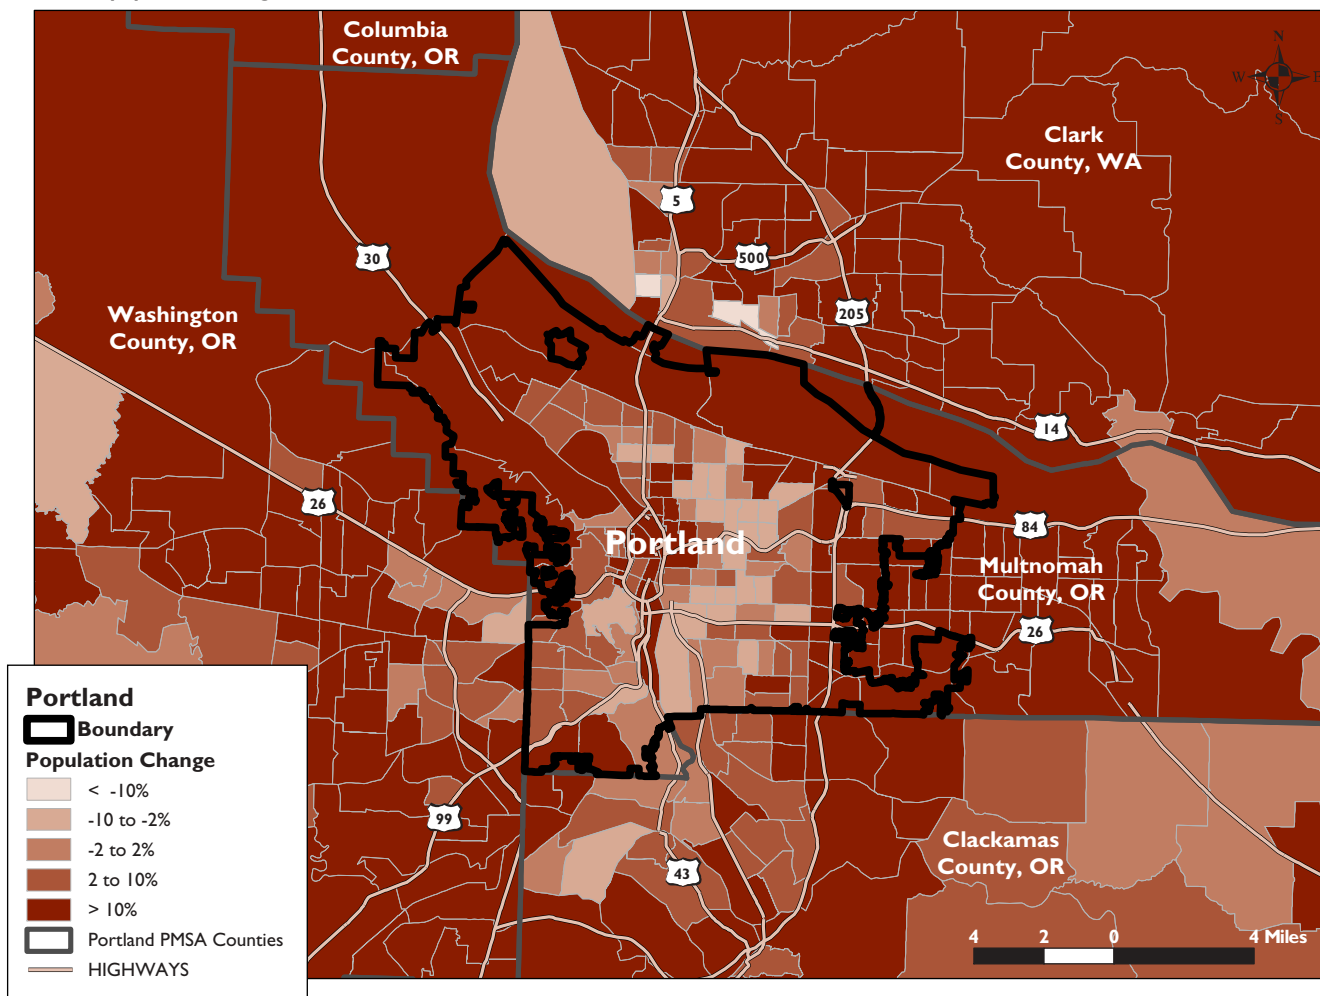 Columbia
County, OR
N
W
E
S
Clark
County, WA
5
30
500
Washington
County, OR
205
14
26
84
Portland
Multnomah
County, OR
26
Portland
Boundary
Population Change
< -10%
-10 to -2%
-2 to 2%
2 to 10%
> 10%
Portland PMSA Counties
HIGHWAYS
99
43
Clackamas
County, OR
4 2 0 4 Miles